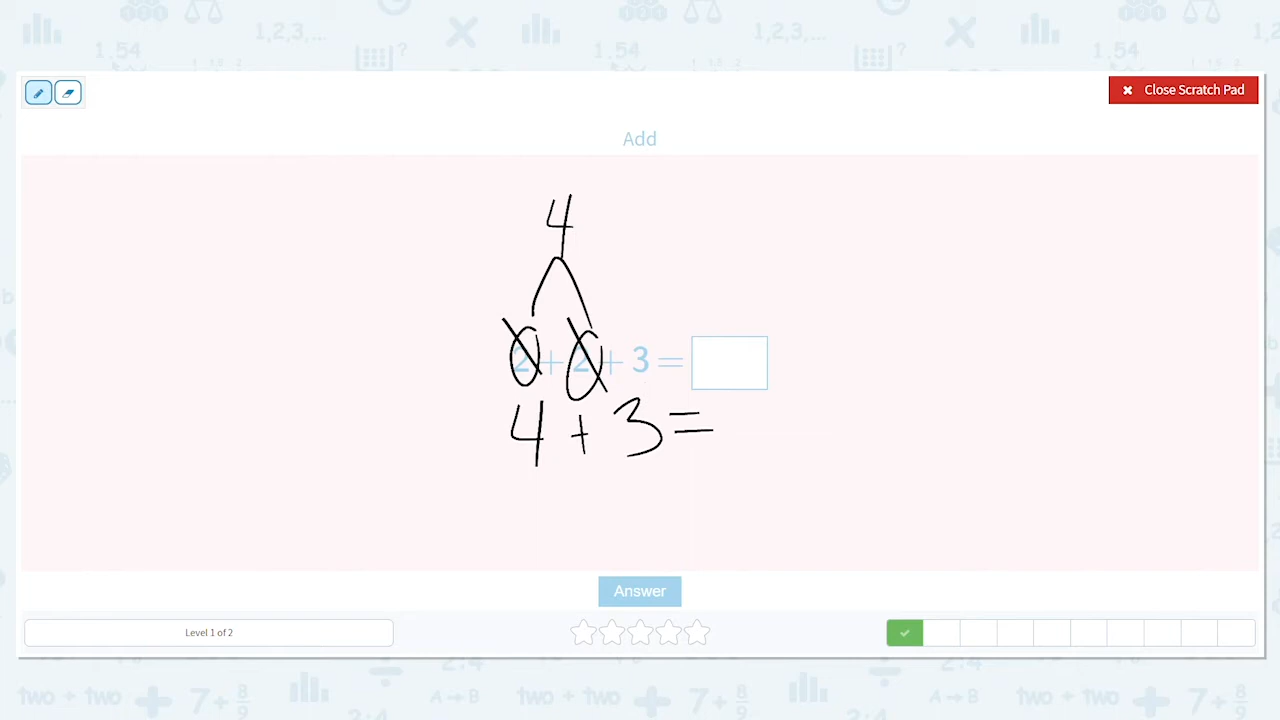 Close Scratch Pad
Add
4
2 + 2 + 3 =
4 + 3 =
Answer
Level 1 of 2